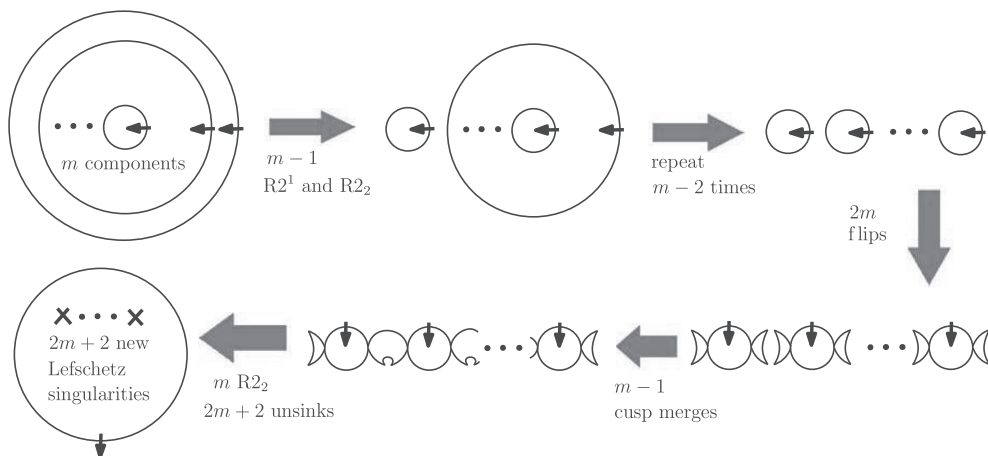 m components
m − 1
R2¹ and R2₂
repeat
m − 2 times
2m
flips
m − 1
cusp merges
m R2₂
2m + 2 unsinks
2m + 2 new
Lefschetz
singularities